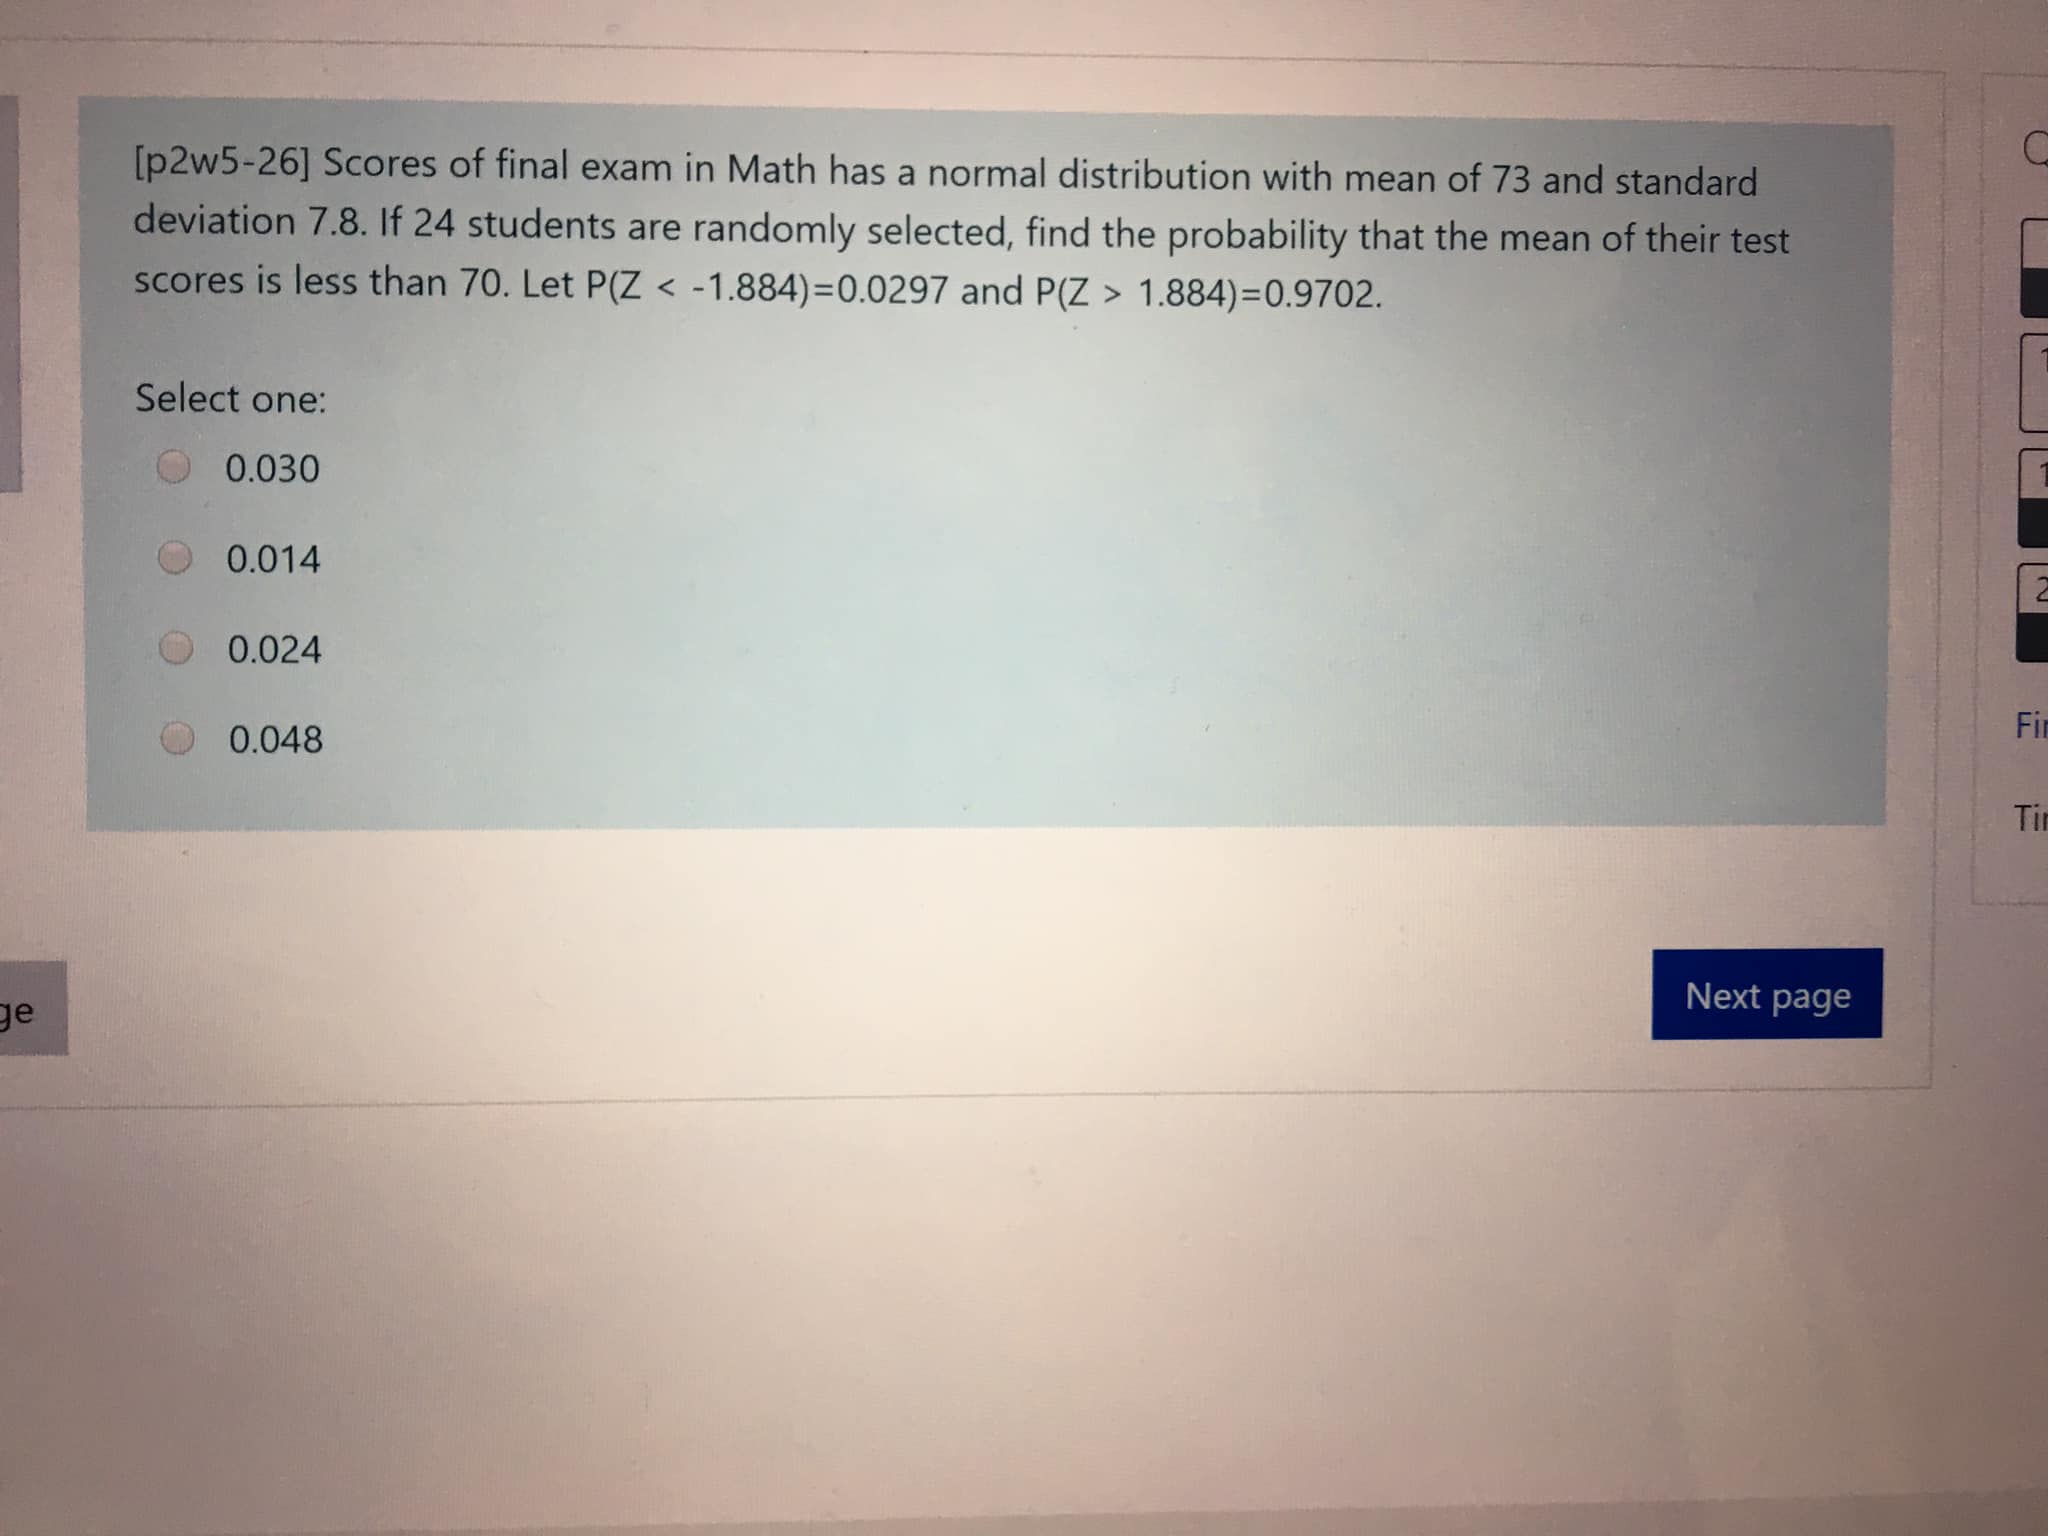 [p2w5-26] Scores of final exam in Math has a normal distribution with mean of 73 and standard
deviation 7.8. If 24 students are randomly selected, find the probability that the mean of their test
scores is less than 70. Let P(Z < -1.884)=0.0297 and P(Z > 1.884)=0.9702.
Select one:
0.030
0.014
0.024
0.048
Next page
ge